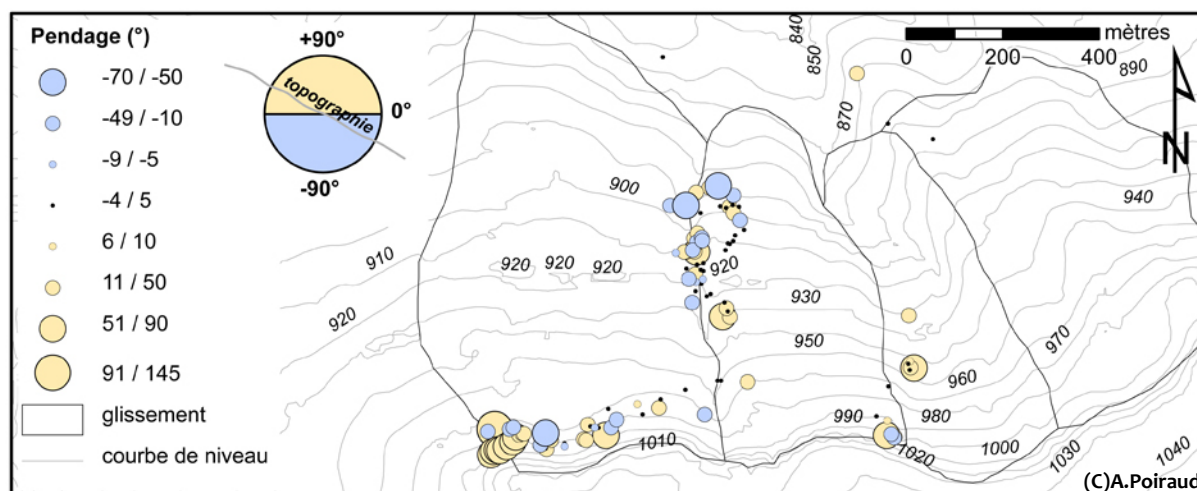 Pendage (°)
-70 / -50
-49 / -10
-9 / -5
-4 / 5
6 / 10
11 / 50
51 / 90
91 / 145
glissement
courbe de niveau
+90°
topographie
0°
-90°
mètres
0 200 400
N
840
850
870
890
900
940
910
920
920
920
920
920
930
950
970
960
990
980
1010
1020
1000
1030
1040
(C)A.Poiraud